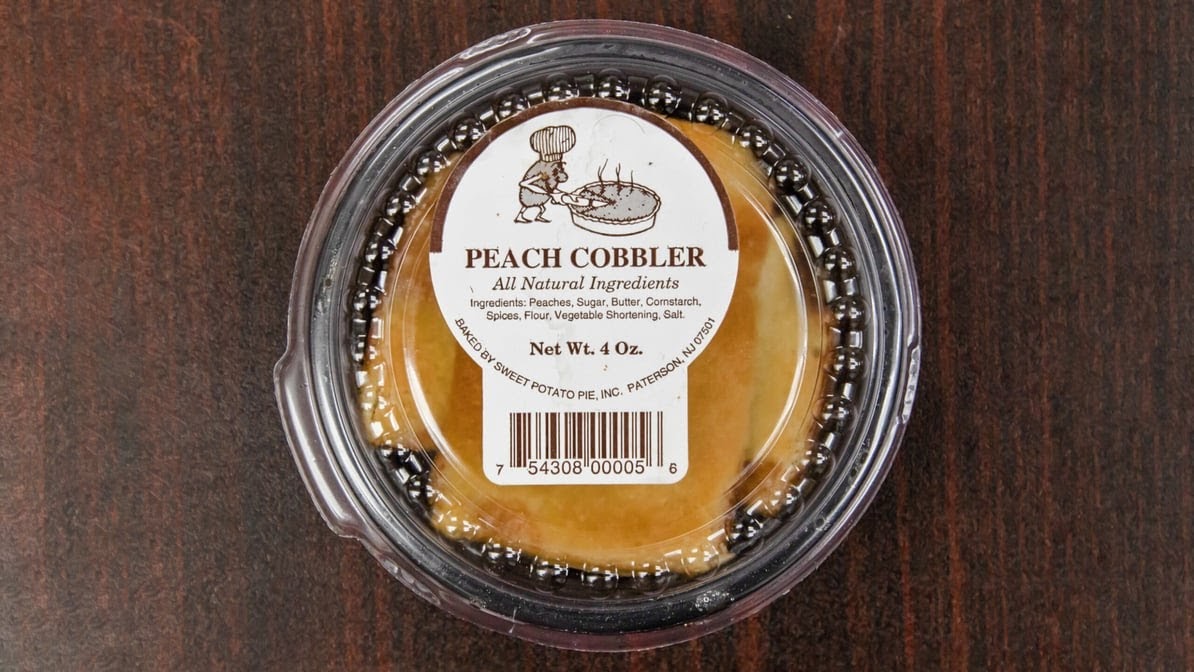 PEACH COBBLER
All Natural Ingredients
Ingredients: Peaches, Sugar, Butter, Cornstarch,
Spices, Flour, Vegetable Shortening, Salt.
Net Wt. 4 Oz.
BAKED BY SWEET POTATO PIE, INC. PATERSON, NJ 07501
7 54308 00005 6